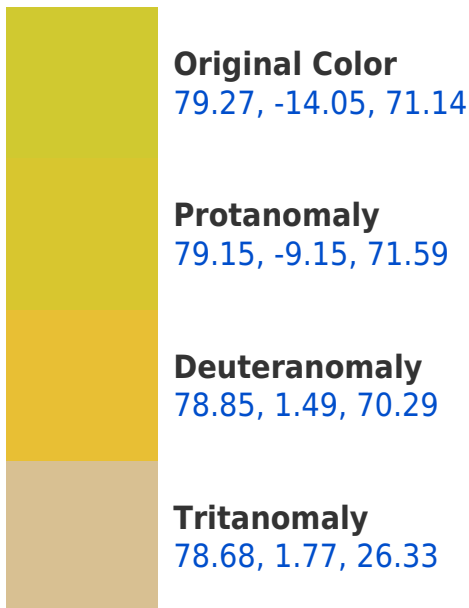 Original Color
79.27, -14.05, 71.14
Protanomaly
79.15, -9.15, 71.59
Deuteranomaly
78.85, 1.49, 70.29
Tritanomaly
78.68, 1.77, 26.33